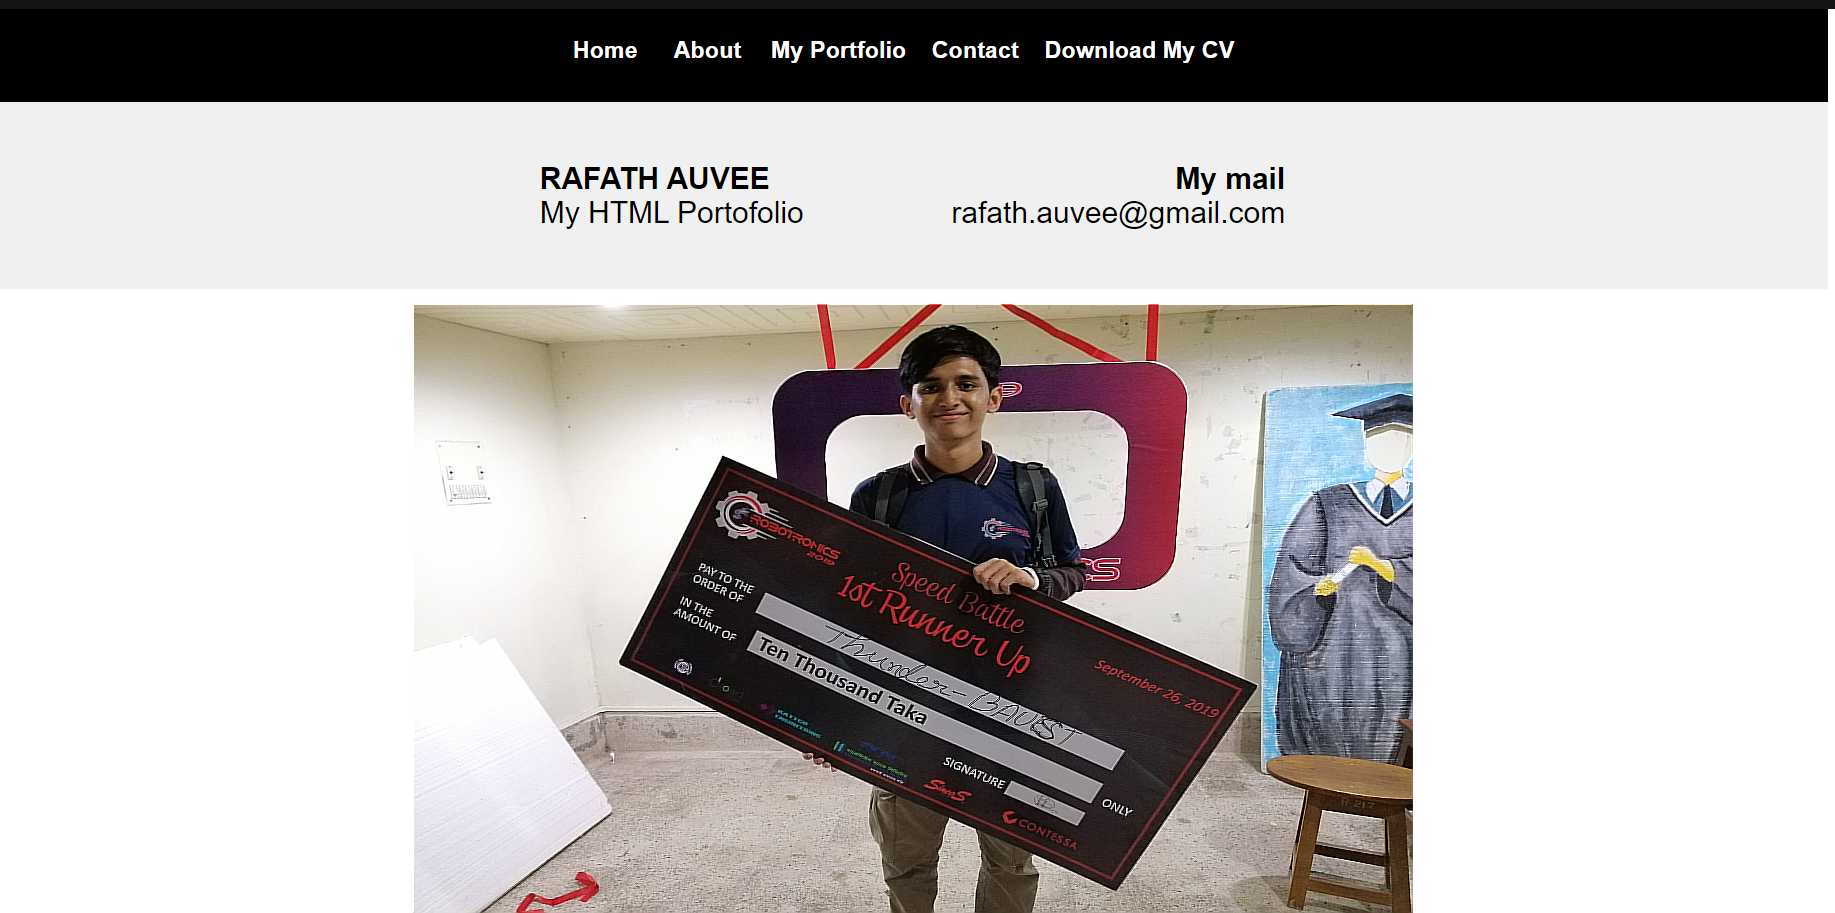 Home About My Portfolio Contact Download My CV
RAFATH AUVEE
My HTML Portofolio
My mail
rafath.auvee@gmail.com
ROBOTRONICS
2019
CS
Speed Battle
1st Runner Up
September 26, 2019
PAY TO THE
ORDER OF
Thunder-BAUST
IN THE
AMOUNT OF
Ten Thousand Taka
ONLY
SIGNATURE
CONTESSA
R-217